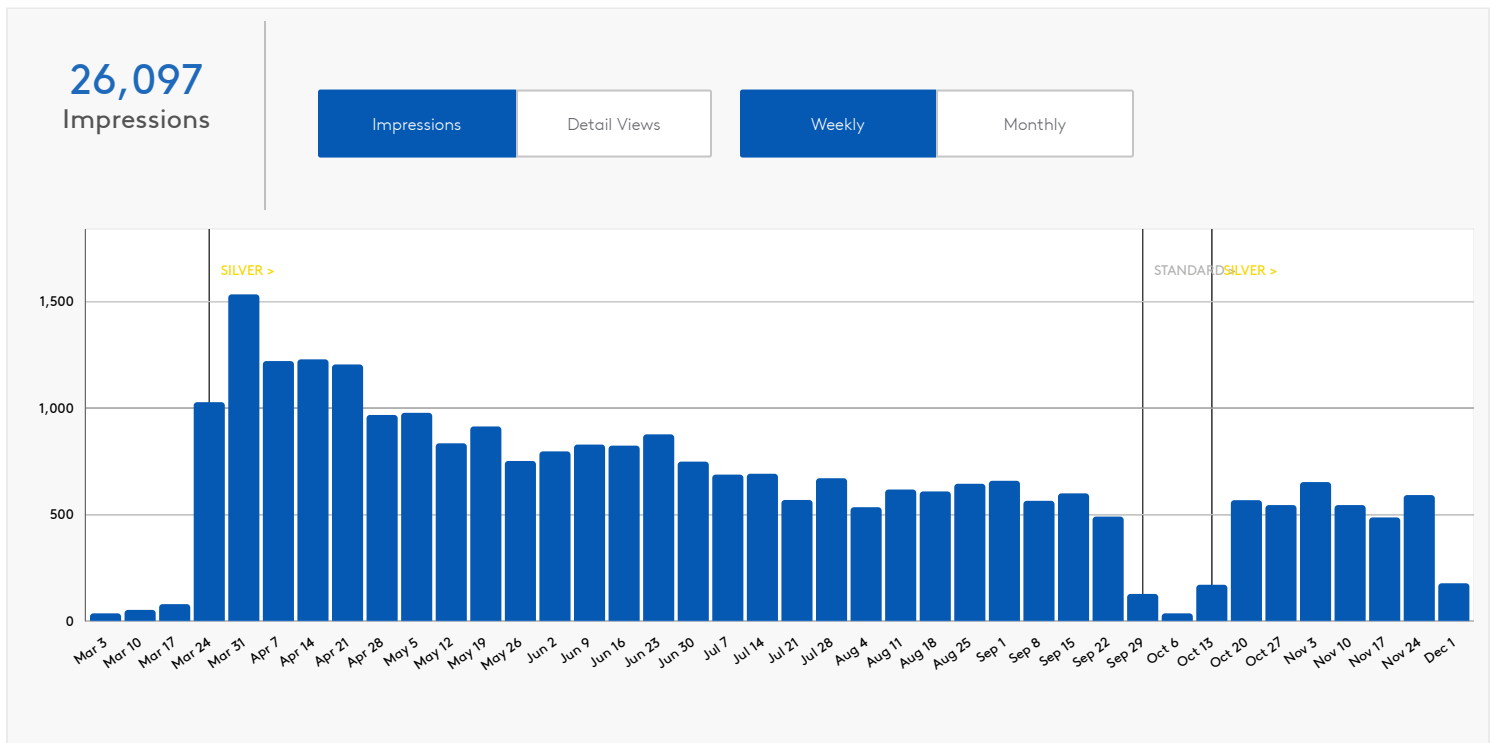 26,097
Impressions
Impressions
Detail Views
Weekly
Monthly
SILVER >
STANDARD >
SILVER >
1,500
1,000
500
0
Mar 3
Mar 10
Mar 17
Mar 24
Mar 31
Apr 7
Apr 14
Apr 21
Apr 28
May 5
May 12
May 19
May 26
Jun 2
Jun 9
Jun 16
Jun 23
Jun 30
Jul 7
Jul 14
Jul 21
Jul 28
Aug 4
Aug 11
Aug 18
Aug 25
Sep 1
Sep 8
Sep 15
Sep 22
Sep 29
Oct 6
Oct 13
Oct 20
Oct 27
Nov 3
Nov 10
Nov 17
Nov 24
Dec 1